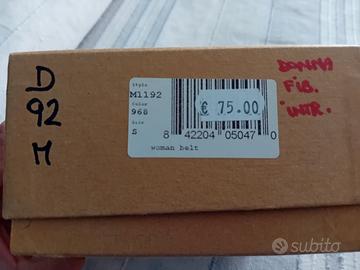 D
92
M
Style
M1192
Color
968
Size
S
€ 75.00
8 42204 05047 0
woman belt
DONNA
FIB.
INTR.
subito